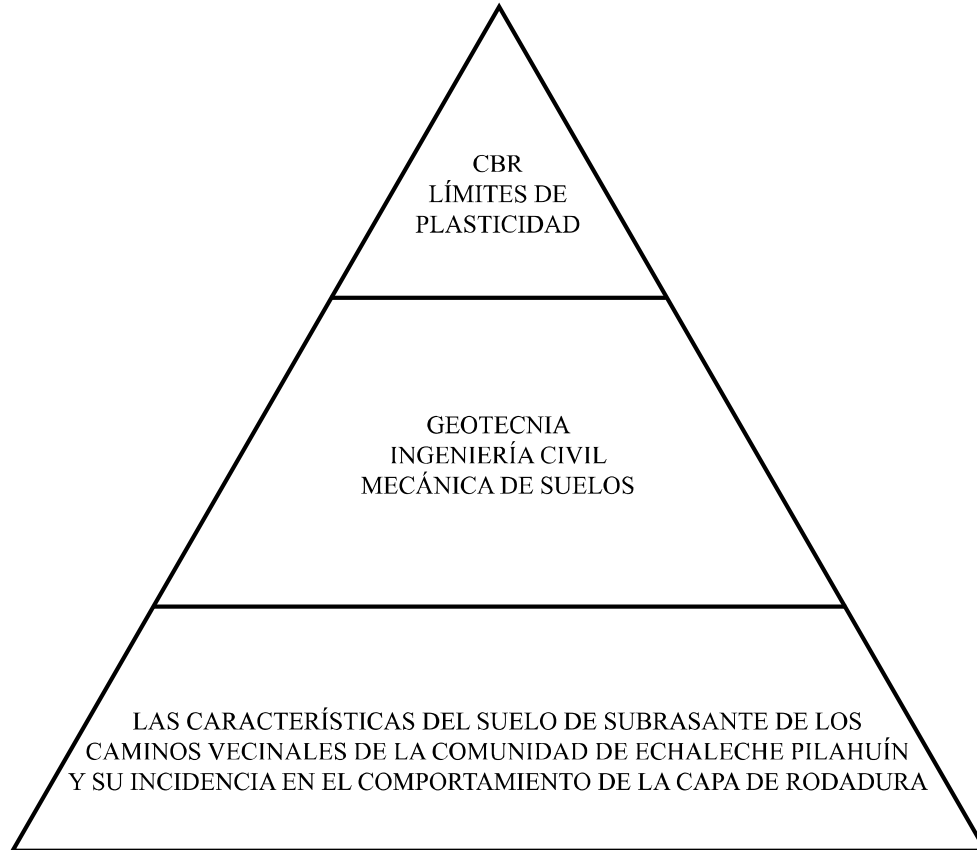 CBR
LÍMITES DE
PLASTICIDAD
GEOTECNIA
INGENIERÍA CIVIL
MECÁNICA DE SUELOS
LAS CARACTERÍSTICAS DEL SUELO DE SUBRASANTE DE LOS
CAMINOS VECINALES DE LA COMUNIDAD DE ECHALECHE PILAHUÍN
Y SU INCIDENCIA EN EL COMPORTAMIENTO DE LA CAPA DE RODADURA